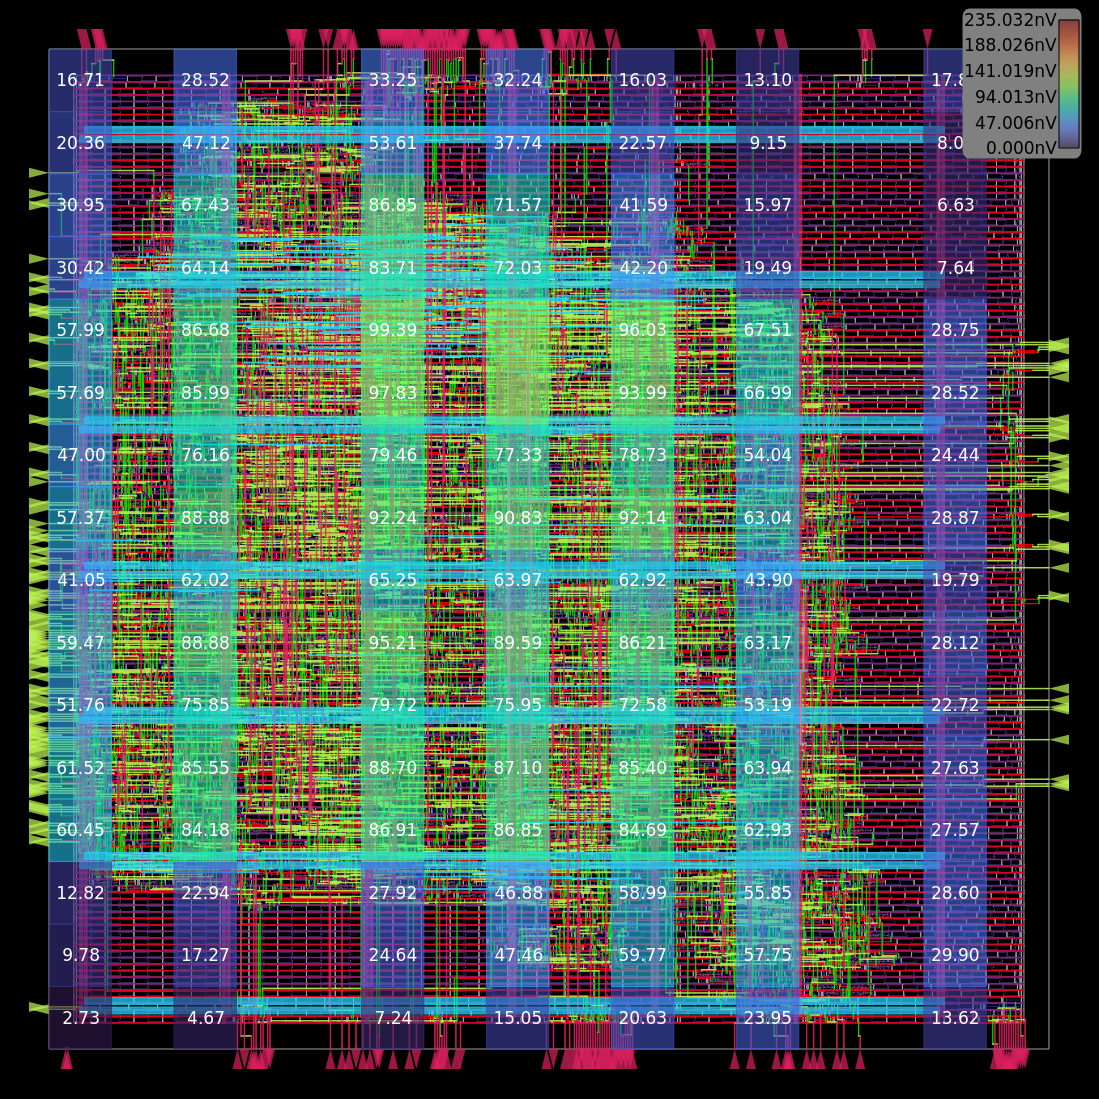 235.032nV
188.026nV
141.019nV
94.013nV
47.006nV
0.000nV
16.71 28.52 33.25 32.24 16.03 13.10
20.36 47.12 53.61 37.74 22.57 9.15
30.95 67.43 86.85 71.57 41.59 15.97 6.63
30.42 64.14 83.71 72.03 42.20 19.49 7.64
57.99 86.68 99.39 96.03 67.51 28.75
57.69 85.99 97.83 93.99 66.99 28.52
47.00 76.16 79.46 77.33 78.73 54.04 24.44
57.37 88.88 92.24 90.83 92.14 63.04 28.87
41.05 62.02 65.25 63.97 62.92 43.90 19.79
59.47 88.88 95.21 89.59 86.21 63.17 28.12
51.76 75.85 79.72 75.95 72.58 53.19 22.72
61.52 85.55 88.70 87.10 85.40 63.94 27.63
60.45 84.18 86.91 86.85 84.69 62.93 27.57
12.82 22.94 27.92 46.88 58.99 55.85 28.60
9.78 17.27 24.64 47.46 59.77 57.75 29.90
2.73 4.67 7.24 15.05 20.63 23.95 13.62